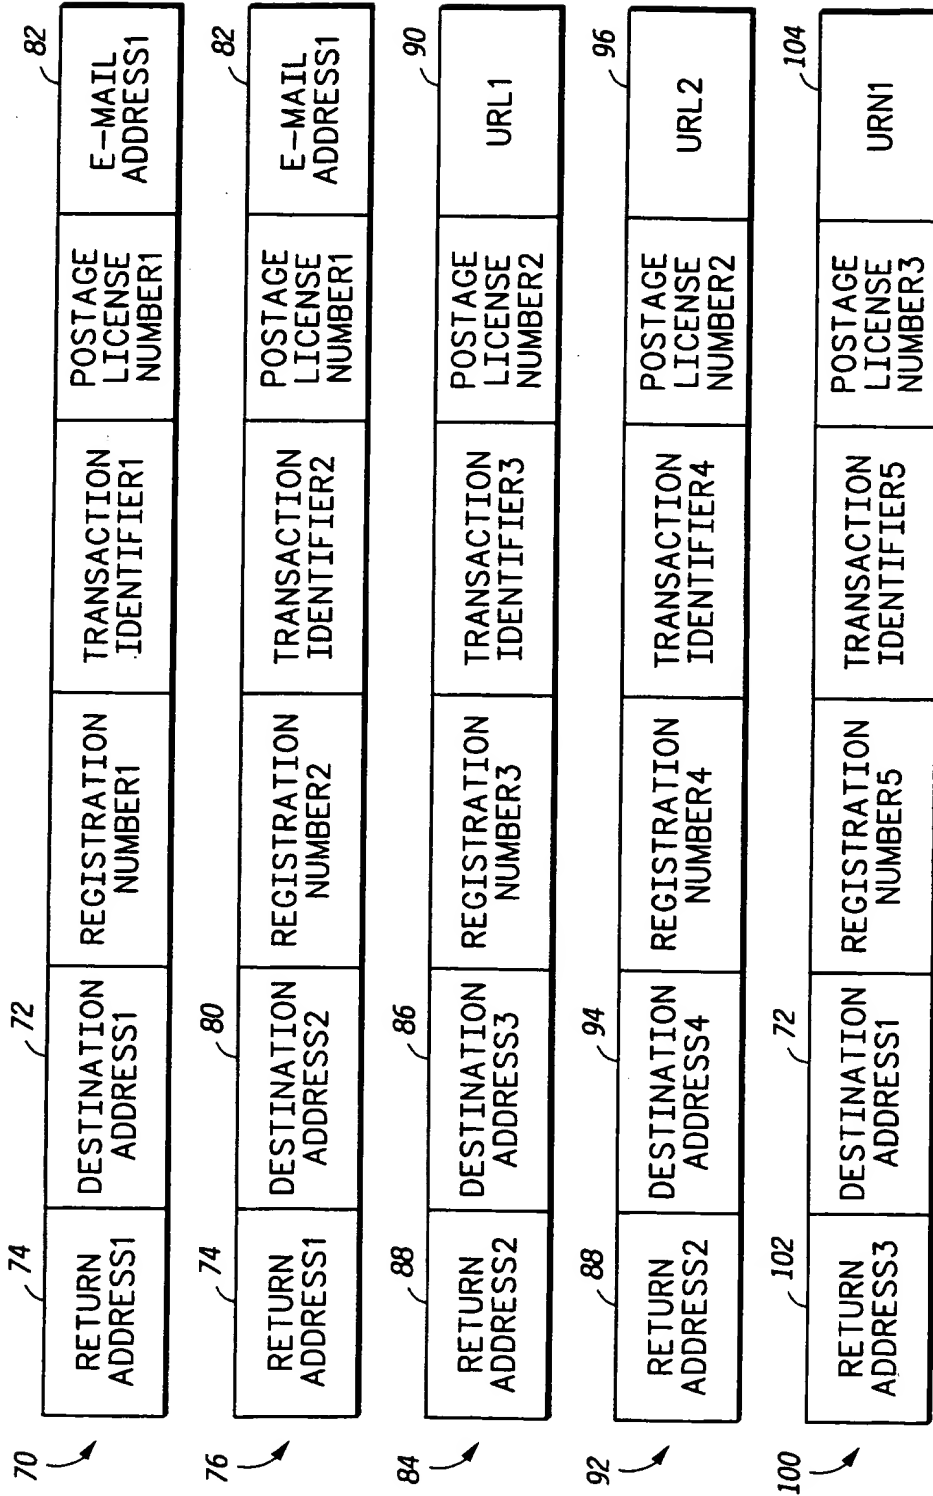 70
74
RETURN
ADDRESS1
72
DESTINATION
ADDRESS1
REGISTRATION
NUMBER1
TRANSACTION
IDENTIFIER1
POSTAGE
LICENSE
NUMBER1
82
E-MAIL
ADDRESS1
76
74
RETURN
ADDRESS1
80
DESTINATION
ADDRESS2
REGISTRATION
NUMBER2
TRANSACTION
IDENTIFIER2
POSTAGE
LICENSE
NUMBER1
82
E-MAIL
ADDRESS1
84
88
RETURN
ADDRESS2
86
DESTINATION
ADDRESS3
REGISTRATION
NUMBER3
TRANSACTION
IDENTIFIER3
POSTAGE
LICENSE
NUMBER2
90
URL1
92
88
RETURN
ADDRESS2
94
DESTINATION
ADDRESS4
REGISTRATION
NUMBER4
TRANSACTION
IDENTIFIER4
POSTAGE
LICENSE
NUMBER2
96
URL2
100
102
RETURN
ADDRESS3
72
DESTINATION
ADDRESS1
REGISTRATION
NUMBER5
TRANSACTION
IDENTIFIER5
POSTAGE
LICENSE
NUMBER3
104
URN1